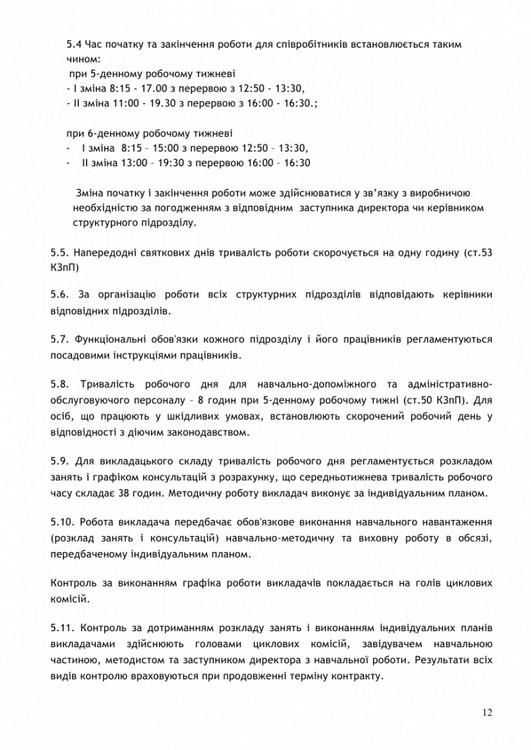 5.4 Час початку та закінчення роботи для співробітників встановлюється таким
чином:
при 5-денному робочому тижневі
- І зміна 8:15 - 17.00 з перервою з 12:50 - 13:30,
- ІІ зміна 11:00 - 19.30 з перервою з 16:00 - 16:30.;
при 6-денному робочому тижневі
- І зміна 8:15 – 15:00 з перервою 12:50 – 13:30,
- ІІ зміна 13:00 – 19:30 з перервою 16:00 – 16:30
Зміна початку і закінчення роботи може здійснюватися у зв’язку з виробничою
необхідністю за погодженням з відповідним заступника директора чи керівником
структурного підрозділу.
5.5. Напередодні святкових днів тривалість роботи скорочується на одну годину (ст.53
КЗпП)
5.6. За організацію роботи всіх структурних підрозділів відповідають керівники
відповідних підрозділів.
5.7. Функціональні обов'язки кожного підрозділу і його працівників регламентуються
посадовими інструкціями працівників.
5.8. Тривалість робочого дня для навчально-допоміжного та адміністративно-
обслуговуючого персоналу – 8 годин при 5-денному робочому тижні (ст.50 КЗпП). Для
осіб, що працюють у шкідливих умовах, встановлюють скорочений робочий день у
відповідності з діючим законодавством.
5.9. Для викладацького складу тривалість робочого дня регламентується розкладом
занять і графіком консультацій з розрахунку, що середньотижнева тривалість робочого
часу складає 38 годин. Методичну роботу викладач виконує за індивідуальним планом.
5.10. Робота викладача передбачає обов'язкове виконання навчального навантаження
(розклад занять і консультацій) навчально-методичну та виховну роботу в обсязі,
передбаченому індивідуальним планом.
Контроль за виконанням графіка роботи викладачів покладається на голів циклових
комісій.
5.11. Контроль за дотриманням розкладу занять і виконанням індивідуальних планів
викладачами здійснюють головами циклових комісій, завідувачем навчальною
частиною, методистом та заступником директора з навчальної роботи. Результати всіх
видів контролю враховуються при продовженні терміну контракту.
12